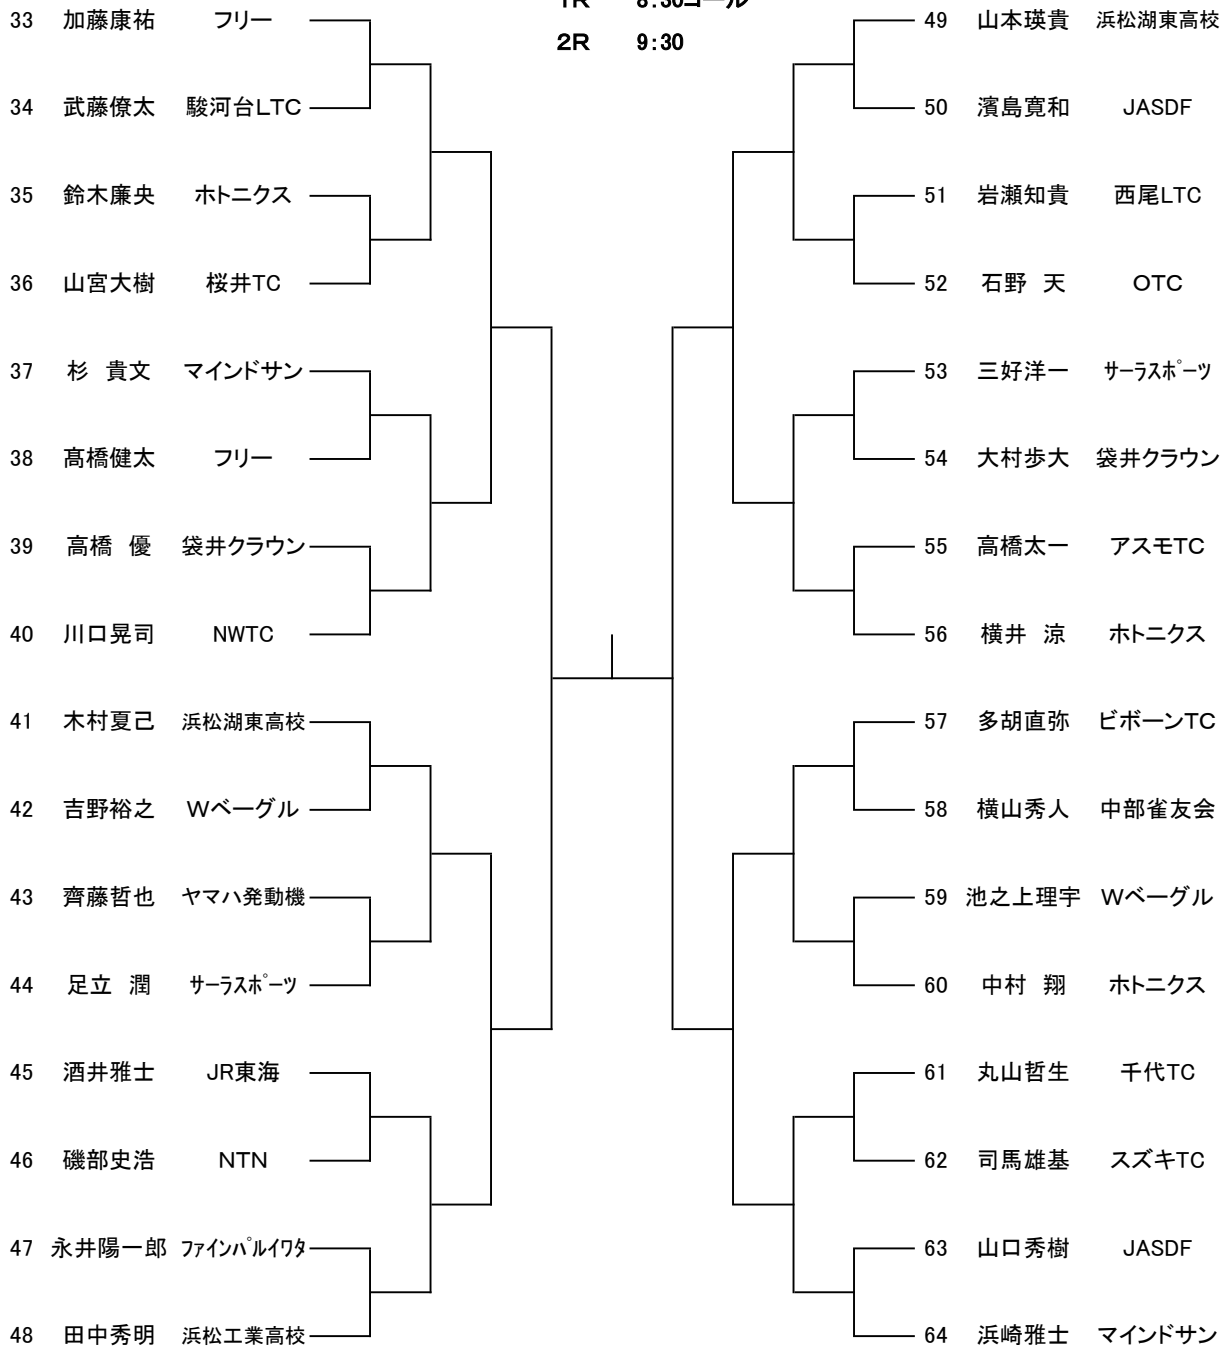 1R 8:30コール
2R 9:30
33 加藤康祐 フリー
34 武藤僚太 駿河台LTC
35 鈴木廉央 ホトニクス
36 山宮大樹 桜井TC
37 杉 貴文 マインドサン
38 髙橋健太 フリー
39 高橋 優 袋井クラウン
40 川口晃司 NWTC
41 木村夏己 浜松湖東高校
42 吉野裕之 Wベーグル
43 齊藤哲也 ヤマハ発動機
44 足立 潤 サーラスポーツ
45 酒井雅士 JR東海
46 磯部史浩 NTN
47 永井陽一郎 ファインパルイワタ
48 田中秀明 浜松工業高校
49 山本瑛貴 浜松湖東高校
50 濱島寛和 JASDF
51 岩瀬知貴 西尾LTC
52 石野 天 OTC
53 三好洋一 サーラスポーツ
54 大村歩大 袋井クラウン
55 高橋太一 アスモTC
56 横井 涼 ホトニクス
57 多胡直弥 ビボーンTC
58 横山秀人 中部雀友会
59 池之上理宇 Wベーグル
60 中村 翔 ホトニクス
61 丸山哲生 千代TC
62 司馬雄基 スズキTC
63 山口秀樹 JASDF
64 浜崎雅士 マインドサン